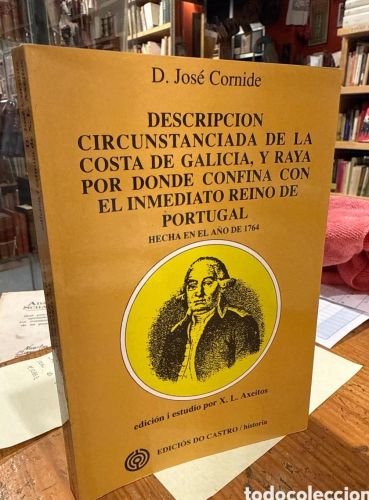 D. José Cornide
DESCRIPCION
CIRCUNSTANCIADA DE LA
COSTA DE GALICIA, Y RAYA
POR DONDE CONFINA CON
EL INMEDIATO REINO DE
PORTUGAL
HECHA EN EL AÑO DE 1764
edición i estudio por X. L. Axeitos
EDICIÓS DO CASTRO / historia
todocoleccion